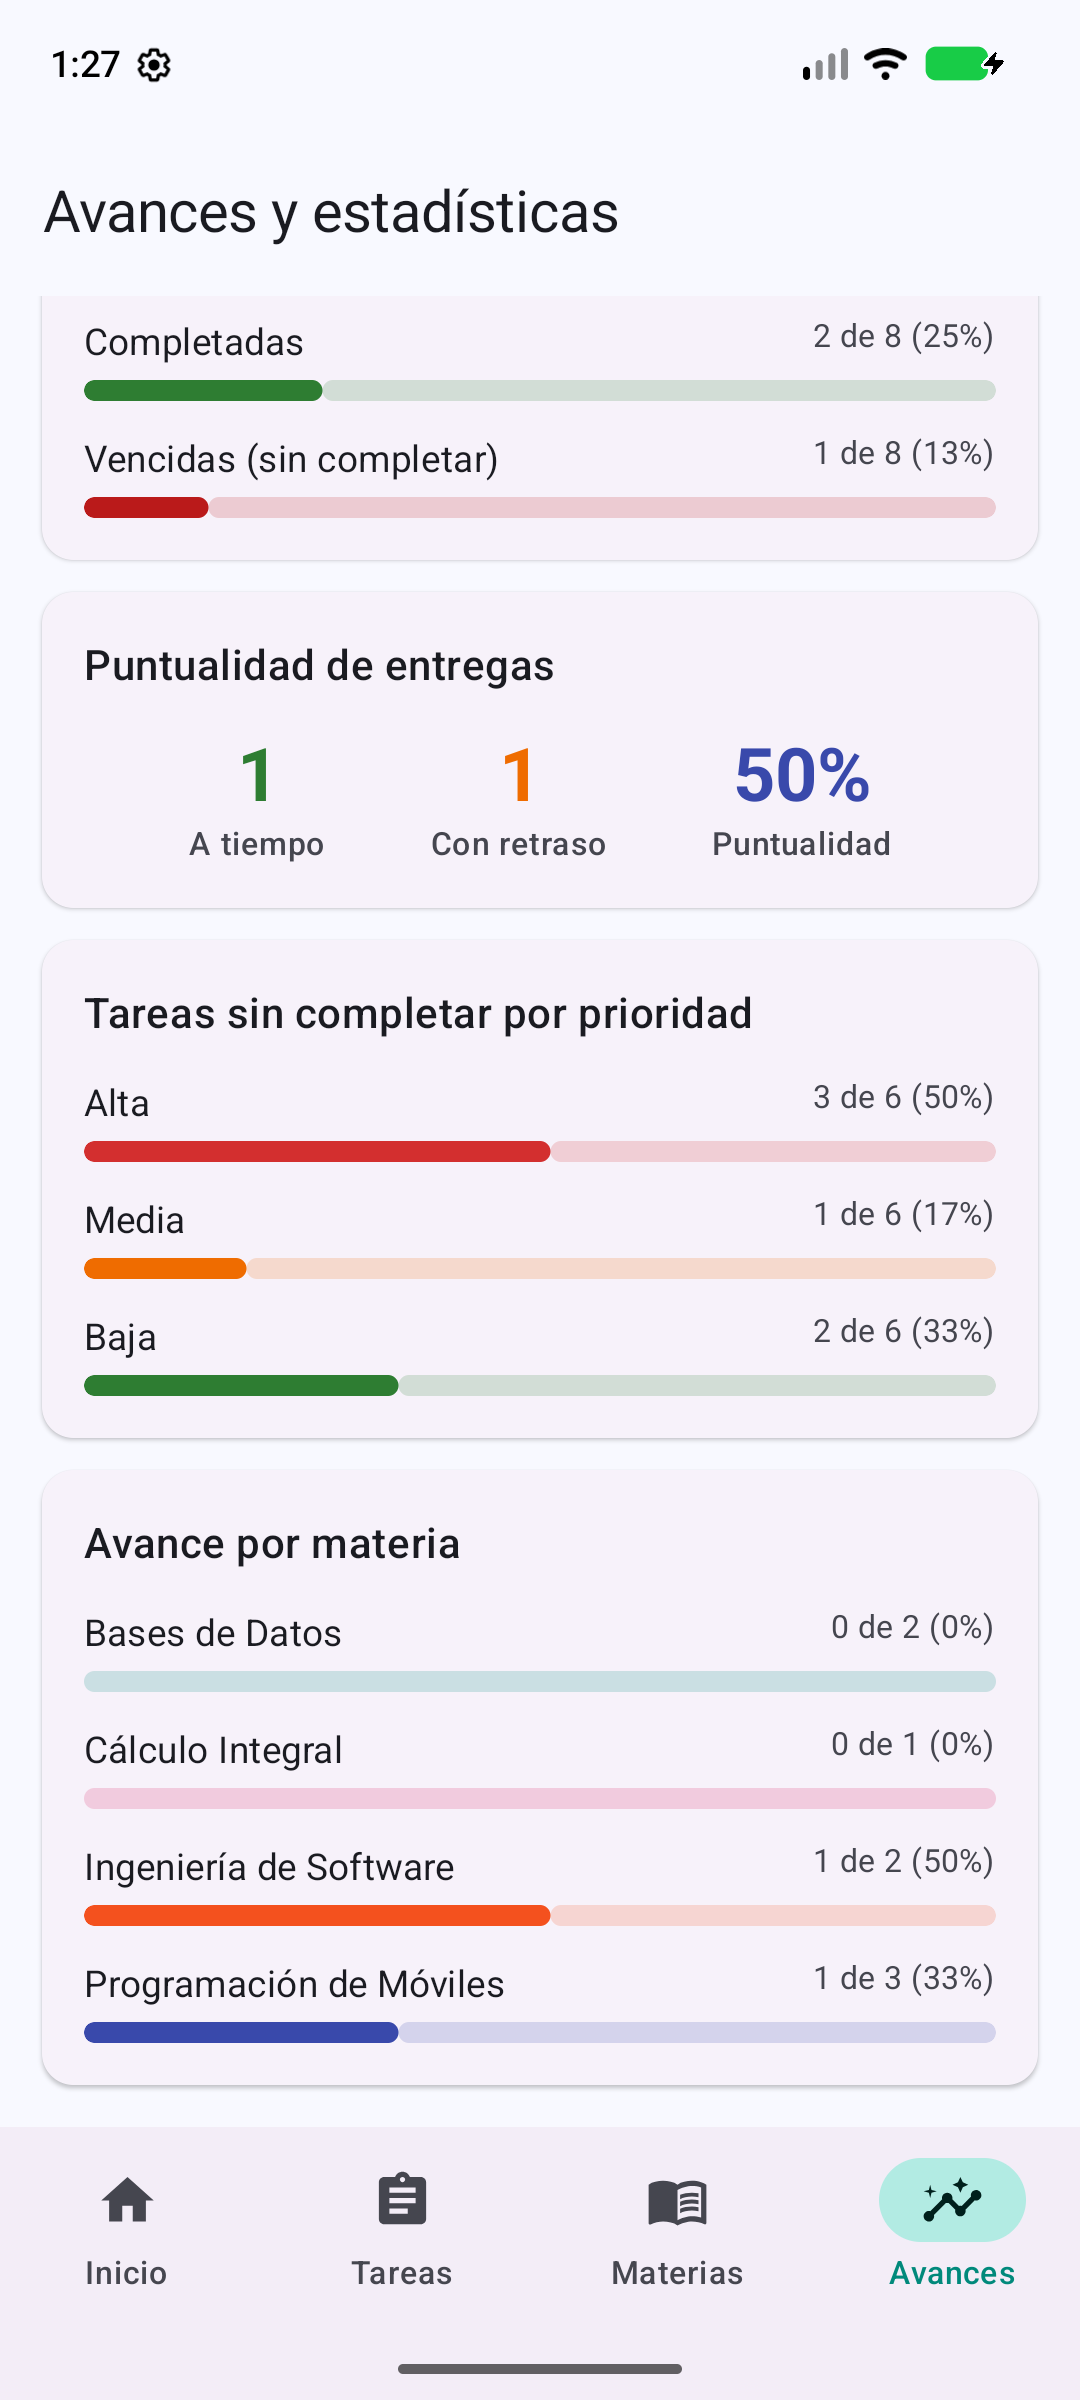 1:27
Avances y estadísticas
Completadas 2 de 8 (25%)
Vencidas (sin completar) 1 de 8 (13%)
Puntualidad de entregas
1 1 50%
A tiempo Con retraso Puntualidad
Tareas sin completar por prioridad
Alta 3 de 6 (50%)
Media 1 de 6 (17%)
Baja 2 de 6 (33%)
Avance por materia
Bases de Datos 0 de 2 (0%)
Cálculo Integral 0 de 1 (0%)
Ingeniería de Software 1 de 2 (50%)
Programación de Móviles 1 de 3 (33%)
Inicio Tareas Materias Avances